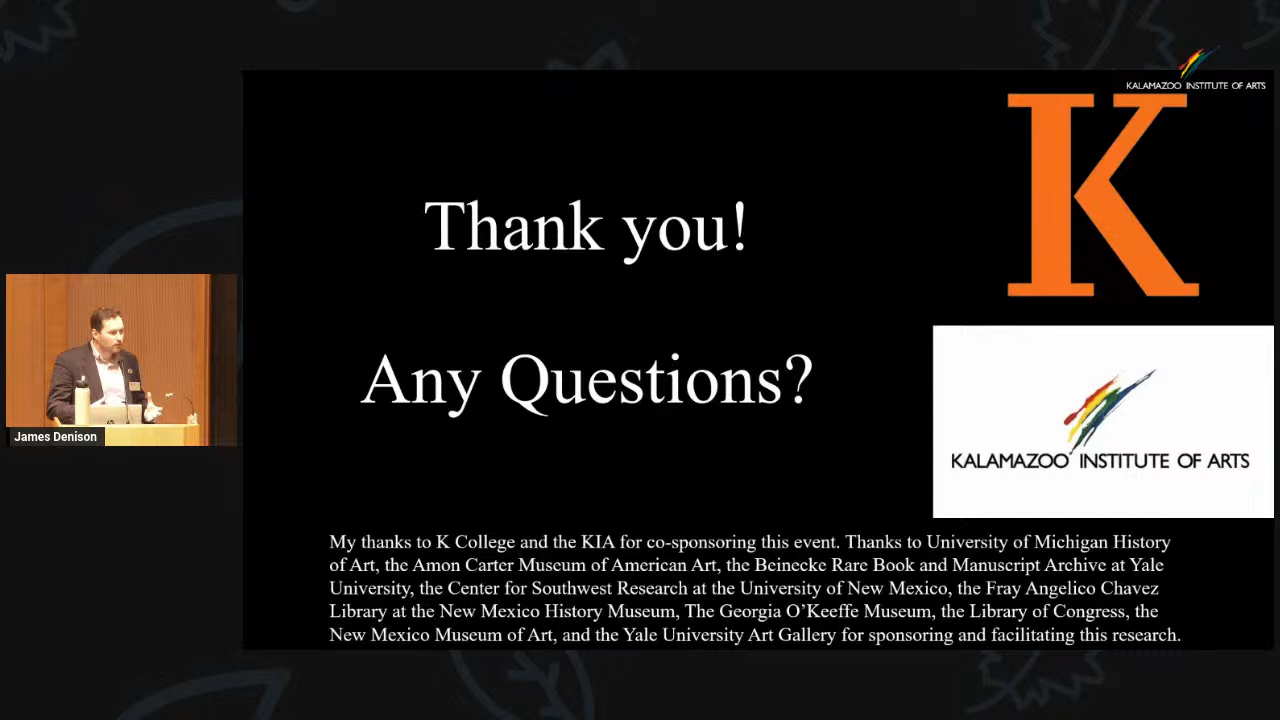 KALAMAZOO INSTITUTE OF ARTS
K
Thank you!
Any Questions?
KALAMAZOO INSTITUTE OF ARTS
James Denison
My thanks to K College and the KIA for co-sponsoring this event. Thanks to University of Michigan History
of Art, the Amon Carter Museum of American Art, the Beinecke Rare Book and Manuscript Archive at Yale
University, the Center for Southwest Research at the University of New Mexico, the Fray Angelico Chavez
Library at the New Mexico History Museum, The Georgia O’Keeffe Museum, the Library of Congress, the
New Mexico Museum of Art, and the Yale University Art Gallery for sponsoring and facilitating this research.